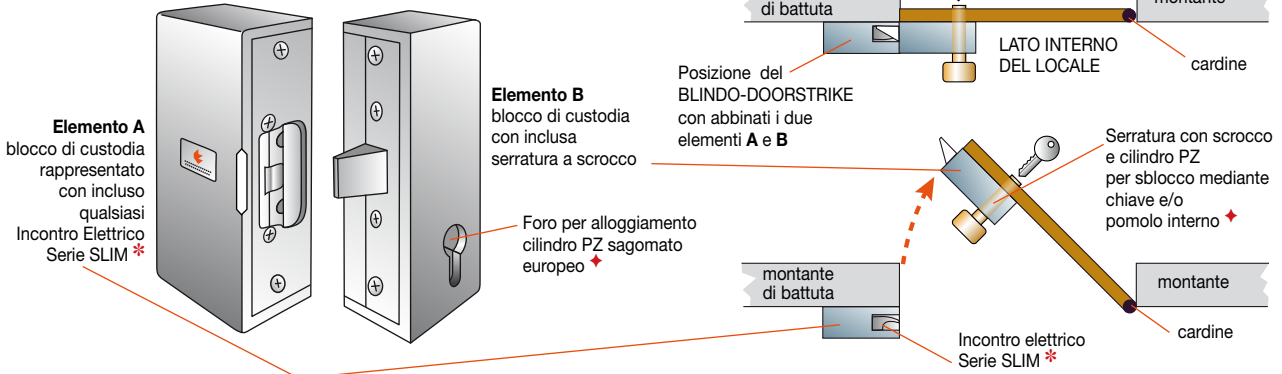 Elemento A
blocco di custodia
rappresentato
con incluso
qualsiasi
Incontro Elettrico
Serie SLIM *
Elemento B
blocco di custodia
con inclusa
serratura a scrocco
Foro per alloggiamento
cilindro PZ sagomato
europeo ✦
di battuta
montante
LATO INTERNO
DEL LOCALE
cardine
Posizione del
BLINDO-DOORSTRIKE
con abbinati i due
elementi A e B
Serratura con scrocco
e cilindro PZ
per sblocco mediante
chiave e/o
pomolo interno ✦
montante
di battuta
montante
cardine
Incontro elettrico
Serie SLIM *